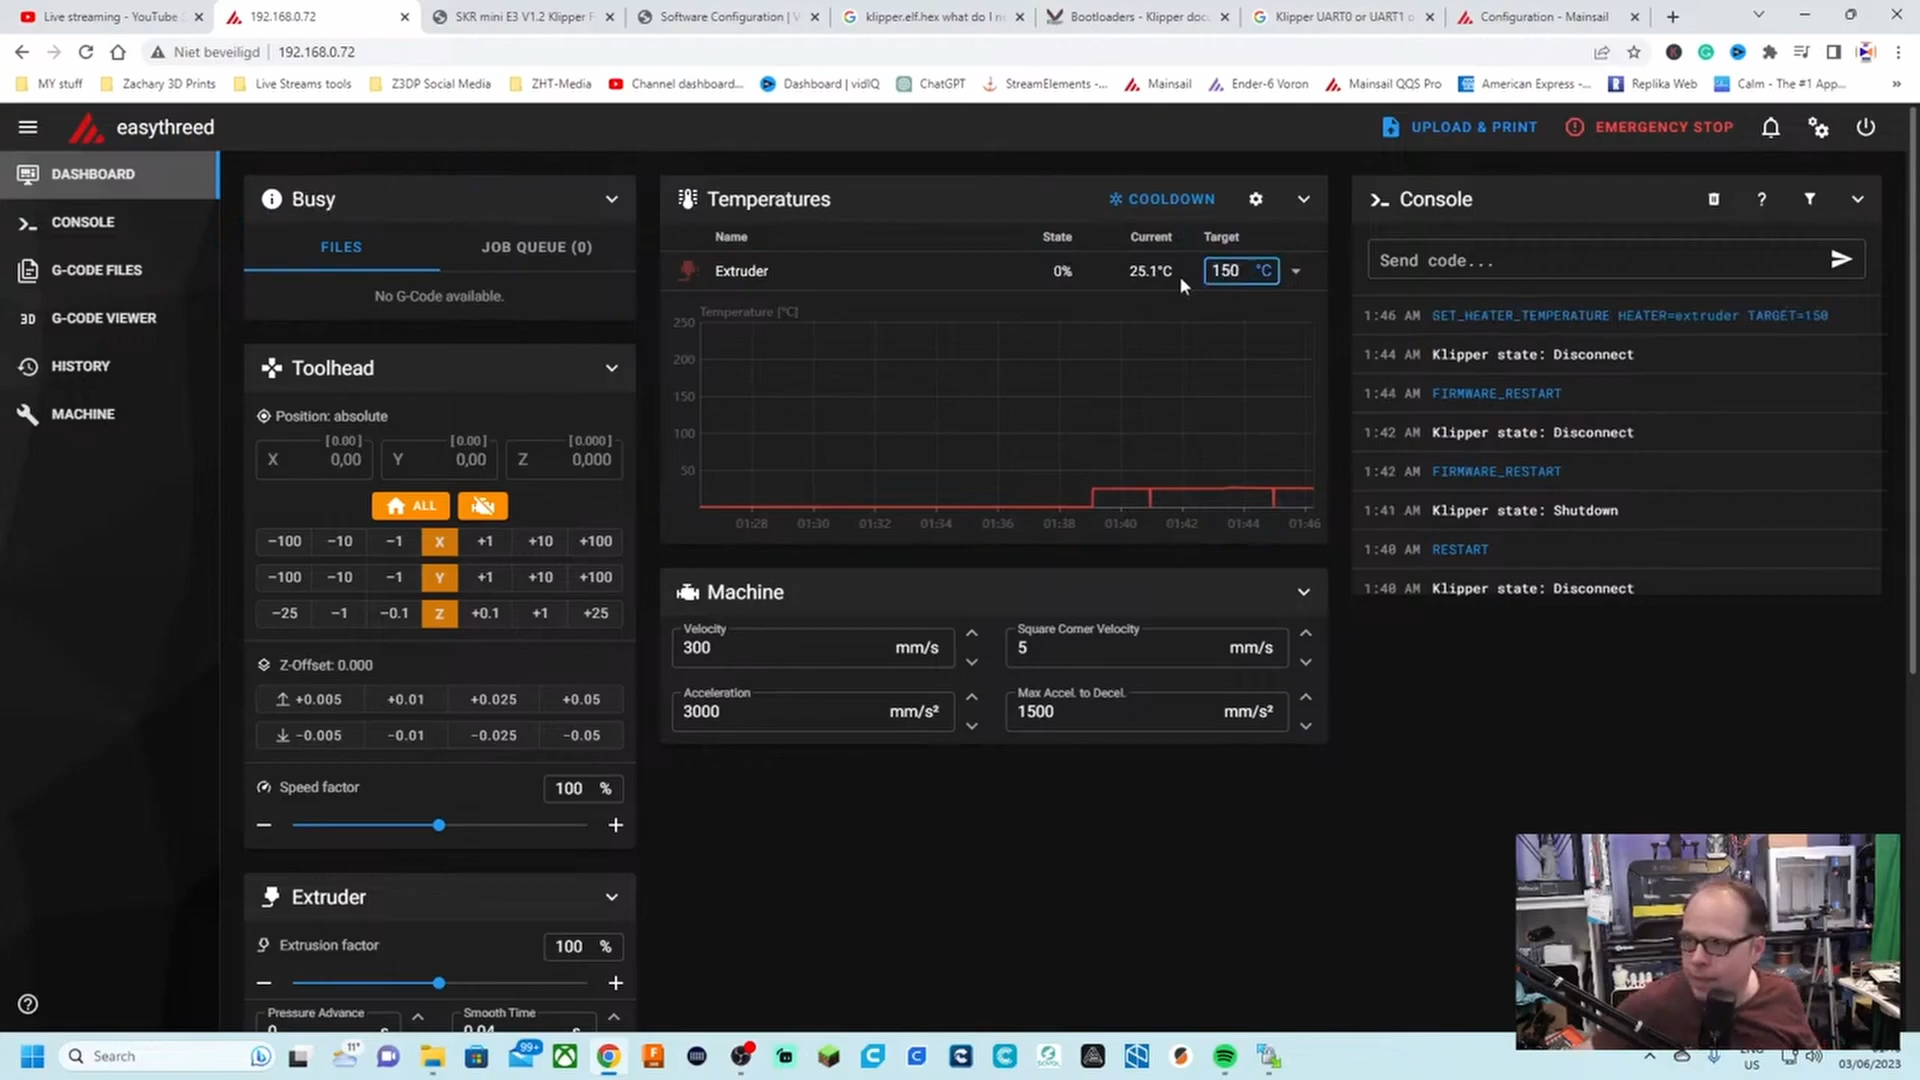 Live streaming - YouTube
192.168.0.72
SKR mini E3 V1.2 Klipper F
Software Configuration | V
klipper.elf.hex what do I n
Bootloaders - Klipper doc
Klipper UART0 or UART1 o
Configuration - Mainsail
Niet beveiligd
192.168.0.72
MY stuff
Zachary 3D Prints
Live Streams tools
Z3DP Social Media
ZHT-Media
Channel dashboard...
Dashboard | vidIQ
ChatGPT
StreamElements -...
Mainsail
Ender-6 Voron
Mainsail QQS Pro
American Express -...
Replika Web
Calm - The #1 App...
easythreed
UPLOAD & PRINT
EMERGENCY STOP
DASHBOARD
CONSOLE
G-CODE FILES
3D G-CODE VIEWER
HISTORY
MACHINE
Busy
FILES
JOB QUEUE (0)
No G-Code available.
Toolhead
Position: absolute
[0.00] [0.00] [0.000]
X 0,00 Y 0,00 Z 0,000
ALL
-100 -10 -1 X +1 +10 +100
-100 -10 -1 Y +1 +10 +100
-25 -1 -0.1 Z +0.1 +1 +25
Z-Offset: 0.000
+0.005 +0.01 +0.025 +0.05
-0.005 -0.01 -0.025 -0.05
Speed factor
100 %
Extruder
Extrusion factor
100 %
Pressure Advance
Smooth Time
Temperatures
COOLDOWN
Name State Current Target
Extruder 0% 25.1°C 150 °C
Temperature [°C]
250
200
150
100
50
01:28 01:30 01:32 01:34 01:36 01:38 01:40 01:42 01:44 01:46
Machine
Velocity
300 mm/s
Square Corner Velocity
5 mm/s
Acceleration
3000 mm/s²
Max Accel. to Decel.
1500 mm/s²
Console
Send code...
1:46 AM SET_HEATER_TEMPERATURE HEATER=extruder TARGET=150
1:44 AM Klipper state: Disconnect
1:44 AM FIRMWARE_RESTART
1:42 AM Klipper state: Disconnect
1:42 AM FIRMWARE_RESTART
1:41 AM Klipper state: Shutdown
1:40 AM RESTART
1:40 AM Klipper state: Disconnect
Search
11°
99+
ENG
US
03/06/2023